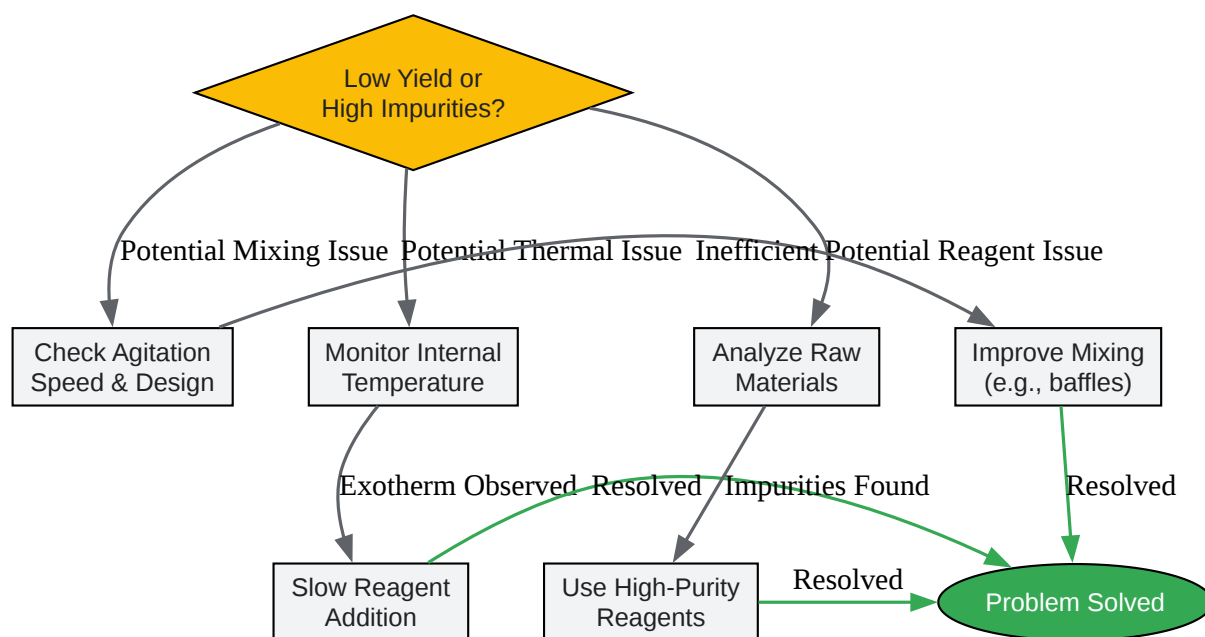 Low Yield or
High Impurities?
Potential Mixing Issue
Potential Thermal Issue
Inefficient
Potential Reagent Issue
Check Agitation
Speed & Design
Monitor Internal
Temperature
Analyze Raw
Materials
Improve Mixing
(e.g., baffles)
Exotherm Observed
Resolved
Impurities Found
Resolved
Slow Reagent
Addition
Use High-Purity
Reagents
Resolved
Problem Solved